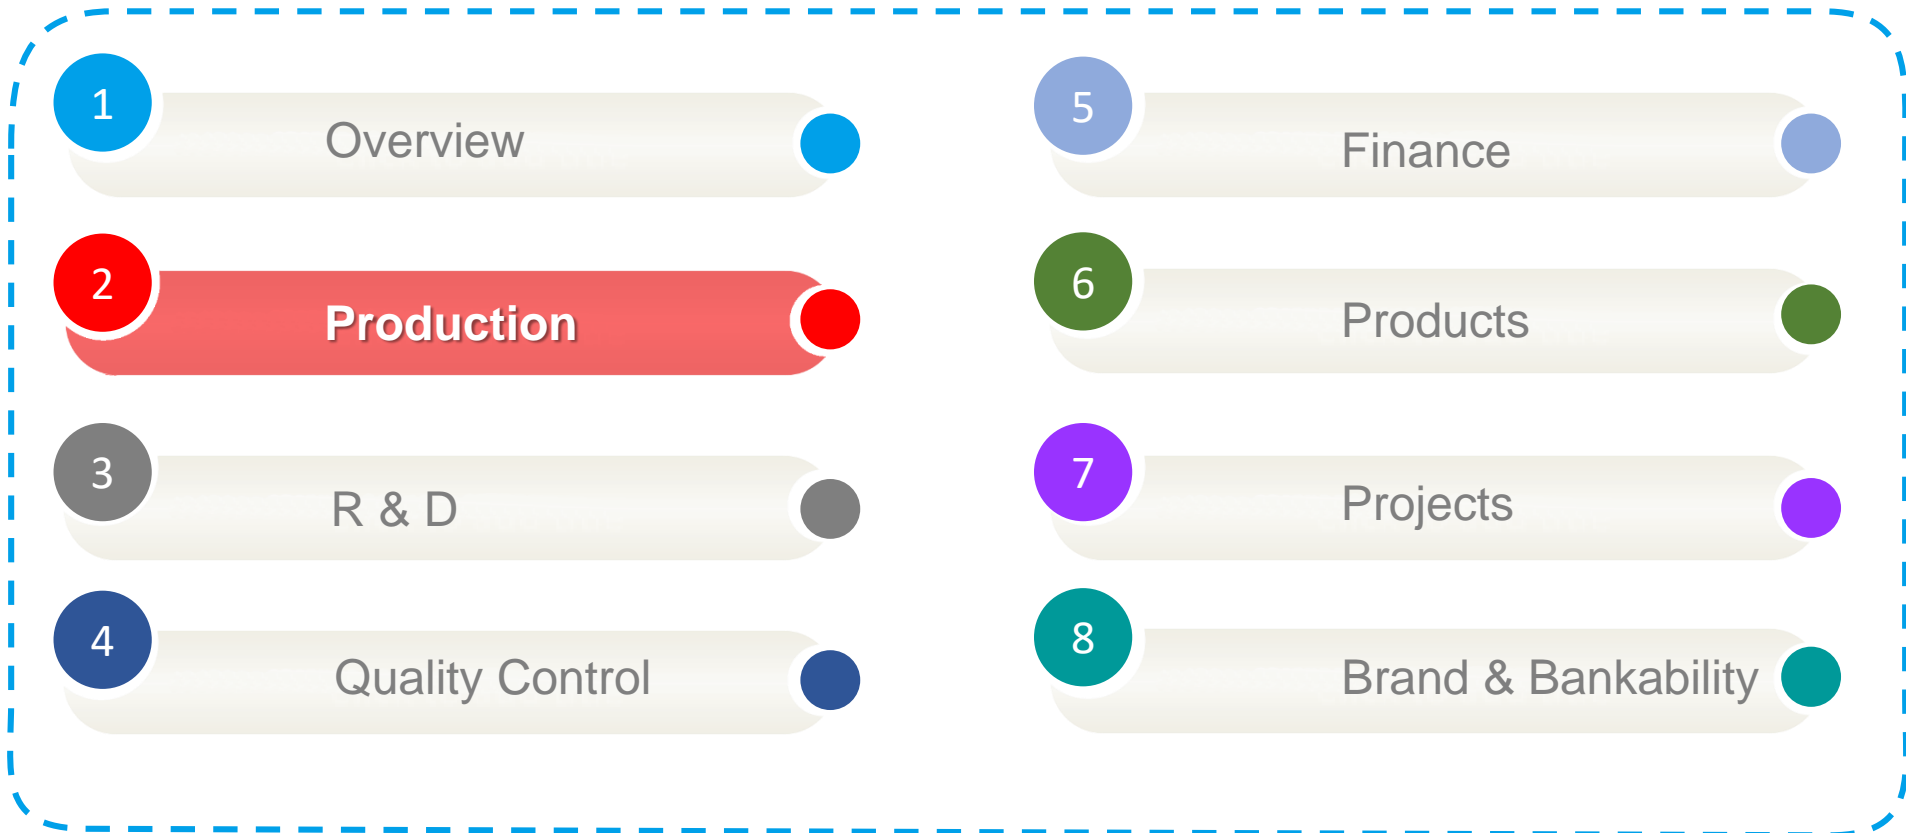 1
Overview
2
Production
3
R & D
4
Quality Control
5
Finance
6
Products
7
Projects
8
Brand & Bankability